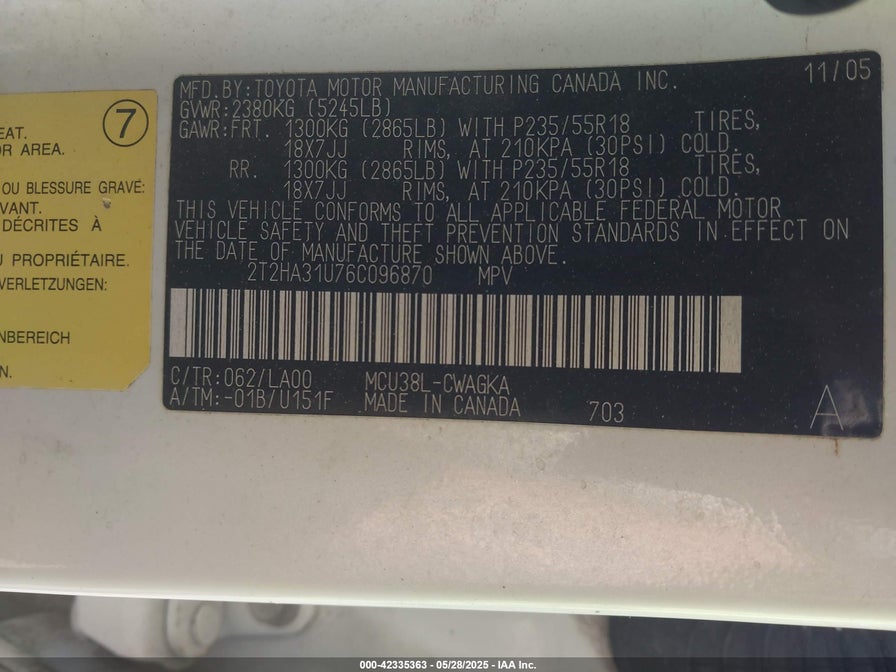 7
EAT.
OR AREA.
OU BLESSURE GRAVE:
VANT.
DÉCRITES À
U PROPRIÉTAIRE.
VERLETZUNGEN:
NBEREICH
N.
MFD.BY:TOYOTA MOTOR MANUFACTURING CANADA INC. 11/05
GVWR:2380KG (5245LB)
GAWR:FRT. 1300KG (2865LB) WITH P235/55R18 TIRES,
18X7JJ RIMS, AT 210KPA (30PSI) COLD.
RR. 1300KG (2865LB) WITH P235/55R18 TIRES,
18X7JJ RIMS, AT 210KPA (30PSI) COLD.
THIS VEHICLE CONFORMS TO ALL APPLICABLE FEDERAL MOTOR
VEHICLE SAFETY AND THEFT PREVENTION STANDARDS IN EFFECT ON
THE DATE OF MANUFACTURE SHOWN ABOVE.
2T2HA31U76C096870 MPV
C/TR:062/LA00 MCU38L-CWAGKA
A/TM:-01B/U151F MADE IN CANADA 703 A
000-42335363 - 05/28/2025 - IAA Inc.